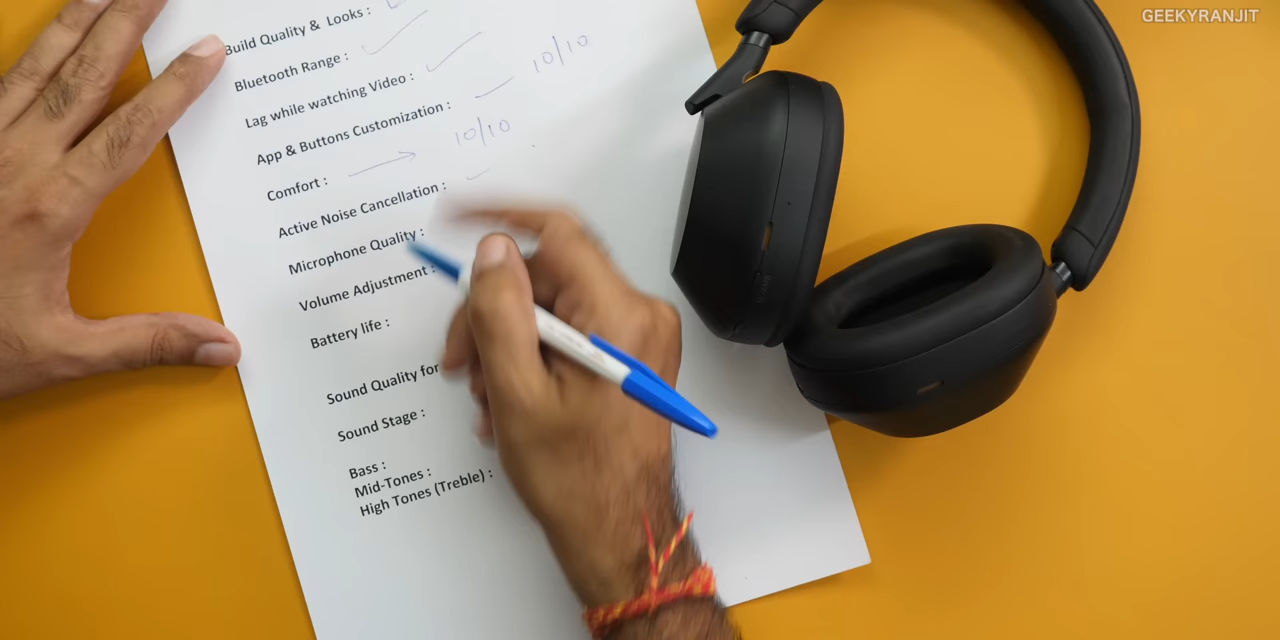 GEEKYRANJIT
Build Quality & Looks :
Bluetooth Range :
Lag while watching Video :
App & Buttons Customization : 10/10
Comfort : 10/10
Active Noise Cancellation :
Microphone Quality :
Volume Adjustment :
Battery life :
Sound Quality for
Sound Stage :
Bass :
Mid-Tones :
High Tones (Treble) :